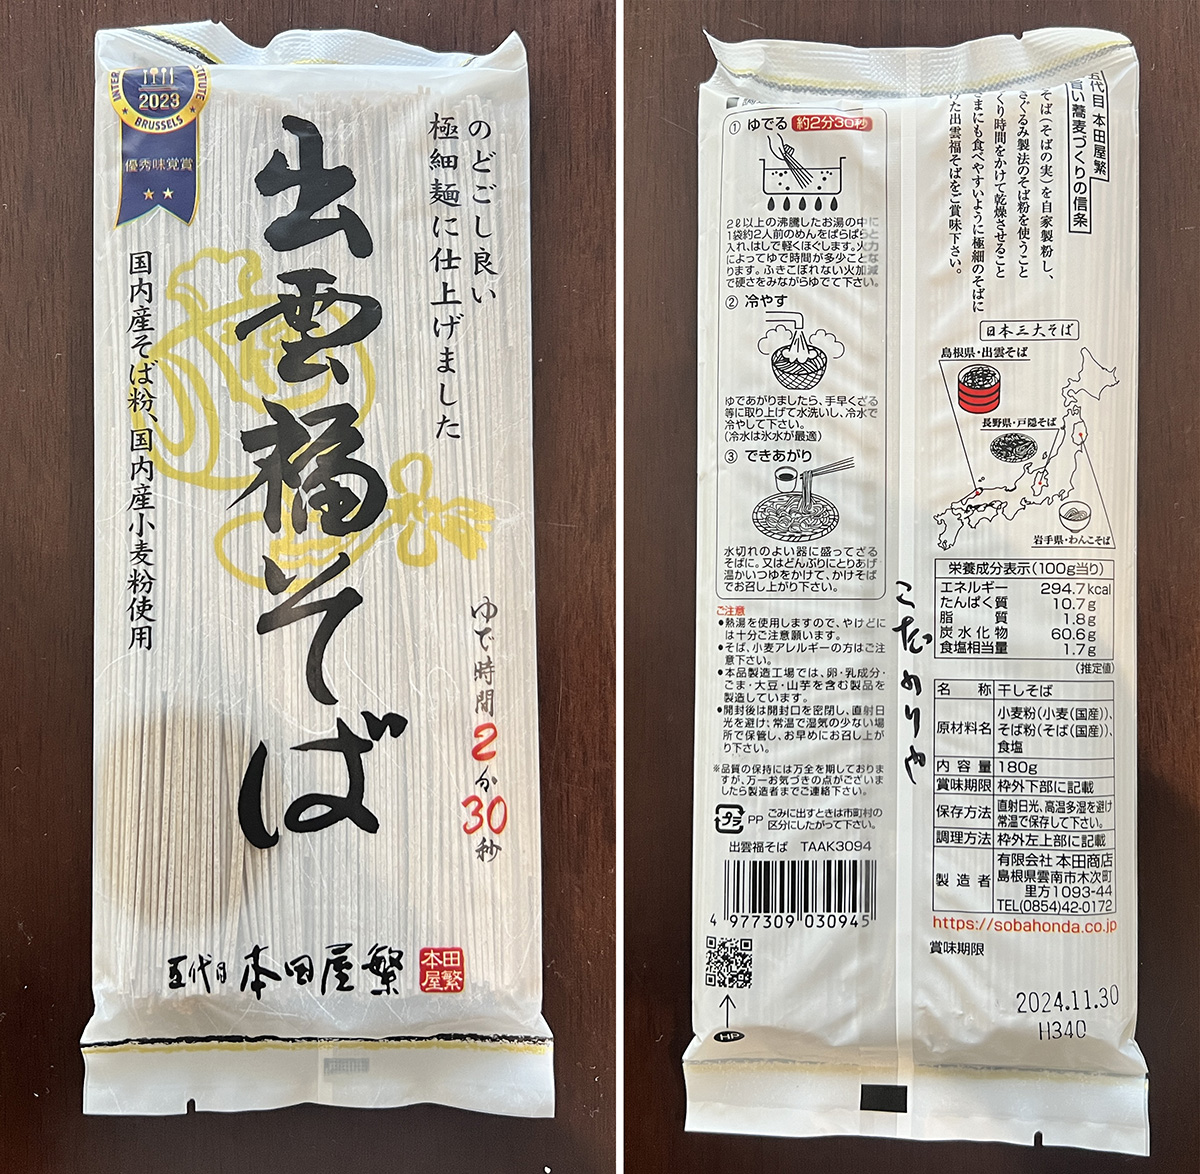 INTER
STITUTE
2023
BRUSSELS
優秀味覚賞
のどごし良い
極細麺に仕上げました
出雲福そば
国内産そば粉、国内産小麦粉使用
ゆで時間2分30秒
五代目 本田屋繁
本田
屋繁
五代目 本田屋繁
旨い蕎麦づくりの信条
そば(そばの実)を自家製粉し、
きぐるみ製法のそば粉を使うこと
くり時間をかけて乾燥させること
さまにも食べやすいように極細のそばに
けた出雲福そばをご賞味下さい。
① ゆでる 約2分30秒
2ℓ以上の沸騰したお湯の中に
1袋約2人前のめんをばらばらと
入れ、はしで軽くほぐします。火力
によってゆで時間が多少ことな
ります。ふきこぼれない火加減
で硬さをみながらゆでて下さい。
② 冷やす
ゆであがりましたら、手早くざる
等に取り上げて水洗いし、冷水で
冷やして下さい。
(冷水は氷水が最適)
③ できあがり
水切れのよい器に盛ってざる
そばに。又はどんぶりにとりあげ
温かいつゆをかけて、かけそば
でお召し上がり下さい。
ご注意
●熱湯を使用しますので、やけどに
は十分ご注意願います。
●そば、小麦アレルギーの方はご注
意下さい。
●本品製造工場では、卵・乳成分・
ごま・大豆・山芋を含む製品を
製造しています。
●開封後は開封口を密閉し、直射日
光を避け、常温で湿気の少ない場
所で保管し、お早めにお召し上が
り下さい。
※品質の保持には万全を期しておりま
すが、万一お気づきの点がございま
したら製造者までご連絡下さい。
プラ
PP
ごみに出すときは市町村の
区分にしたがって下さい。
出雲福そば TAAK3094
4 977309 030945
HP
こだわりや
日本三大そば
島根県・出雲そば
長野県・戸隠そば
岩手県・わんこそば
栄養成分表示(100g当り)
エネルギー 294.7kcal
たんぱく質 10.7g
脂質 1.8g
炭水化物 60.6g
食塩相当量 1.7g
(推定値)
名称 干しそば
原材料名 小麦粉(小麦(国産))、
そば粉(そば(国産))、
食塩
内容量 180g
賞味期限 枠外下部に記載
保存方法 直射日光、高温多湿を避け
常温で保存して下さい。
調理方法 枠外左上部に記載
製造者 有限会社 本田商店
島根県雲南市木次町
里方1093-44
TEL(0854)42-0172
https://sobahonda.co.jp
賞味期限
2024.11.30
H340